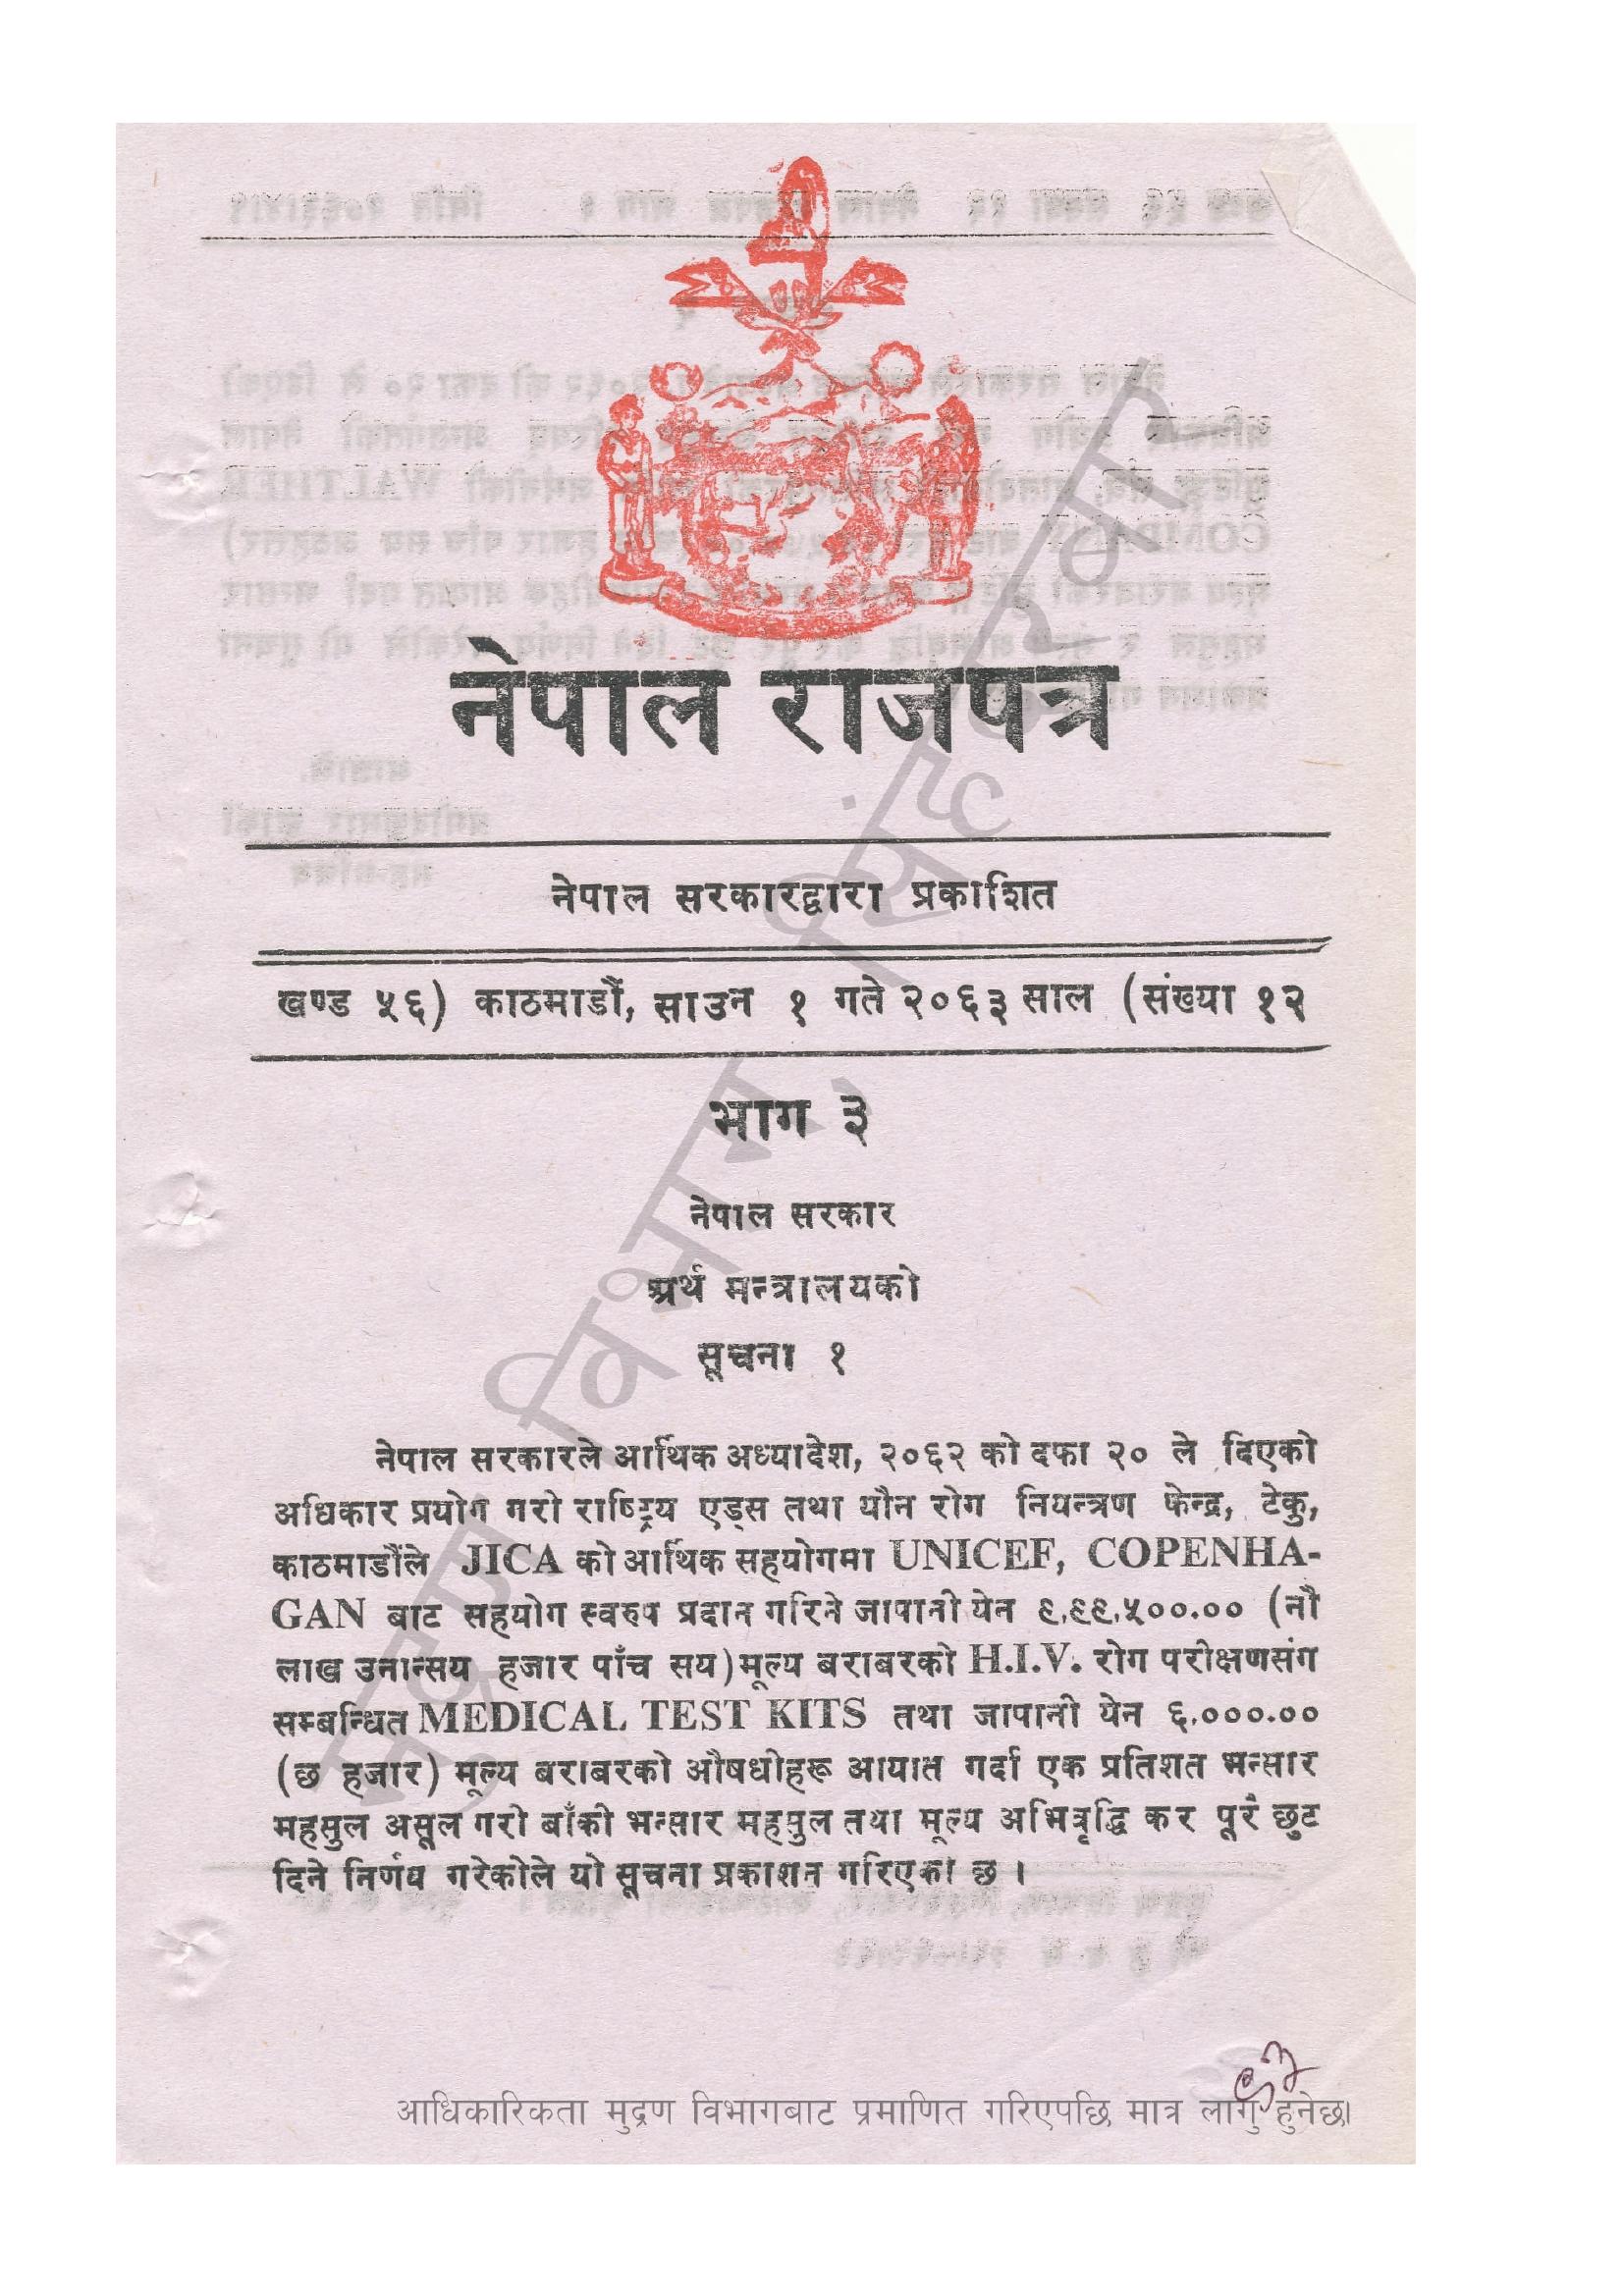 नेपाल राजपत्र
नेपाल सरकारद्वारा प्रकाशित
खण्ड ५६) काठमाडौं, साउन १ गते २०६३ साल (संख्या १२
भाग ३
नेपाल सरकार
अर्थ मन्त्रालयको
सूचना १
नेपाल सरकारले आर्थिक अध्यादेश, २०६२ को दफा २० ले दिएको
अधिकार प्रयोग गरी राष्ट्रिय एड्स तथा यौन रोग नियन्त्रण केन्द्र, टेकु,
काठमाडौंले JICA को आर्थिक सहयोगमा UNICEF, COPENHA-
GAN बाट सहयोग स्वरुप प्रदान गरिने जापानी येन ९,९९,५००.०० (नौ
लाख उनान्सय हजार पाँच सय) मूल्य बराबरको H.I.V. रोग परीक्षणसंग
सम्बन्धित MEDICAL TEST KITS तथा जापानी येन ६,०००.००
(छ हजार) मूल्य बराबरको औषधीहरू आयात गर्दा एक प्रतिशत भन्सार
महसुल असूल गरी बाँकी भन्सार महसुल तथा मूल्य अभिवृद्धि कर पूरै छुट
दिने निर्णय गरेकोले यो सूचना प्रकाशन गरिएको छ ।
मुद्रण विभाग, सिंहदरबार
आधिकारिकता मुद्रण विभागबाट प्रमाणित गरिएपछि मात्र लागु हुनेछ।